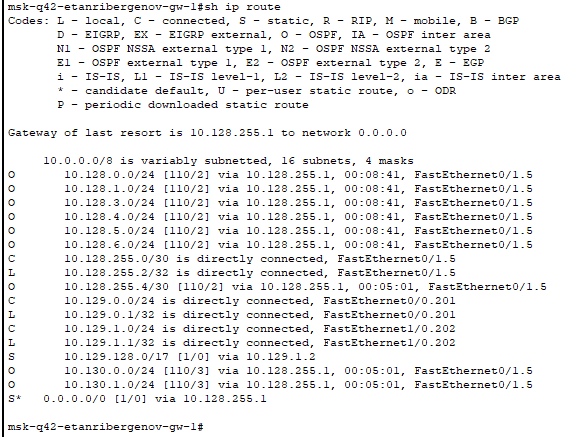 msk-q42-etanribergenov-gw-1#sh ip route
Codes: L - local, C - connected, S - static, R - RIP, M - mobile, B - BGP
       D - EIGRP, EX - EIGRP external, O - OSPF, IA - OSPF inter area
       N1 - OSPF NSSA external type 1, N2 - OSPF NSSA external type 2
       E1 - OSPF external type 1, E2 - OSPF external type 2, E - EGP
       i - IS-IS, L1 - IS-IS level-1, L2 - IS-IS level-2, ia - IS-IS inter area
       * - candidate default, U - per-user static route, o - ODR
       P - periodic downloaded static route

Gateway of last resort is 10.128.255.1 to network 0.0.0.0

     10.0.0.0/8 is variably subnetted, 16 subnets, 4 masks
O       10.128.0.0/24 [110/2] via 10.128.255.1, 00:08:41, FastEthernet0/1.5
O       10.128.1.0/24 [110/2] via 10.128.255.1, 00:08:41, FastEthernet0/1.5
O       10.128.3.0/24 [110/2] via 10.128.255.1, 00:08:41, FastEthernet0/1.5
O       10.128.4.0/24 [110/2] via 10.128.255.1, 00:08:41, FastEthernet0/1.5
O       10.128.5.0/24 [110/2] via 10.128.255.1, 00:08:41, FastEthernet0/1.5
O       10.128.6.0/24 [110/2] via 10.128.255.1, 00:08:41, FastEthernet0/1.5
C       10.128.255.0/30 is directly connected, FastEthernet0/1.5
L       10.128.255.2/32 is directly connected, FastEthernet0/1.5
O       10.128.255.4/30 [110/2] via 10.128.255.1, 00:05:01, FastEthernet0/1.5
C       10.129.0.0/24 is directly connected, FastEthernet0/0.201
L       10.129.0.1/32 is directly connected, FastEthernet0/0.201
C       10.129.1.0/24 is directly connected, FastEthernet1/0.202
L       10.129.1.1/32 is directly connected, FastEthernet1/0.202
S       10.129.128.0/17 [1/0] via 10.129.1.2
O       10.130.0.0/24 [110/3] via 10.128.255.1, 00:05:01, FastEthernet0/1.5
O       10.130.1.0/24 [110/3] via 10.128.255.1, 00:05:01, FastEthernet0/1.5
S*   0.0.0.0/0 [1/0] via 10.128.255.1

msk-q42-etanribergenov-gw-1#